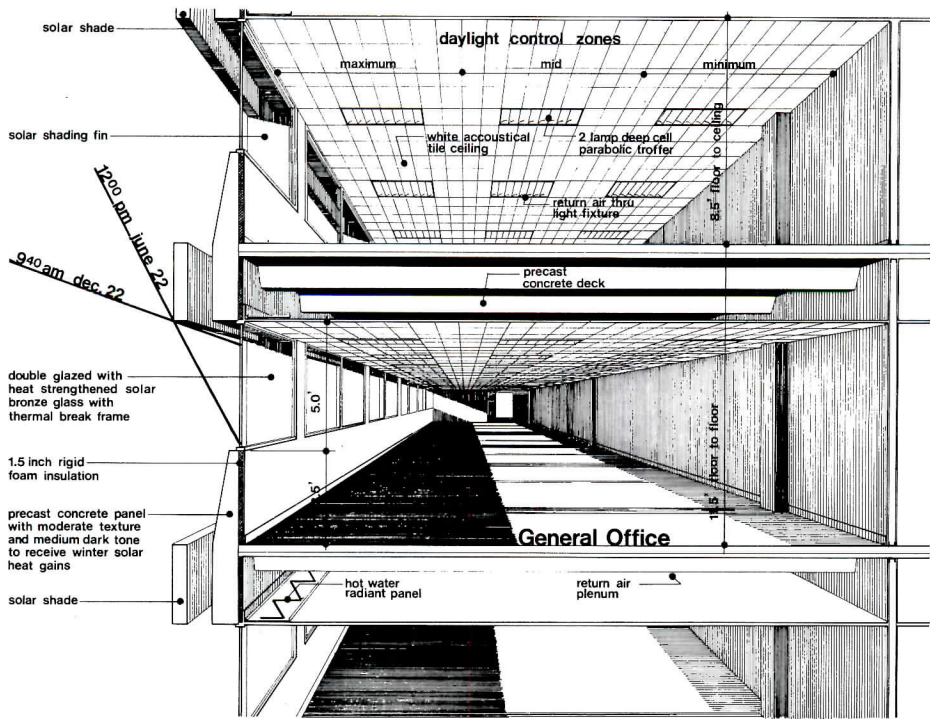 solar shade
daylight control zones
maximum
mid
minimum
solar shading fin
white accoustical
tile ceiling
2 lamp deep cell
parabolic troffer
8.5' floor to ceiling
return air thru
light fixture
12⁰⁰ pm june 22
9⁴⁰ am dec. 22
precast
concrete deck
double glazed with
heat strengthened solar
bronze glass with
thermal break frame
5.0'
1.5 inch rigid
foam insulation
floor to floor
precast concrete panel
with moderate texture
and medium dark tone
to receive winter solar
heat gains
General Office
solar shade
hot water
radiant panel
return air
plenum